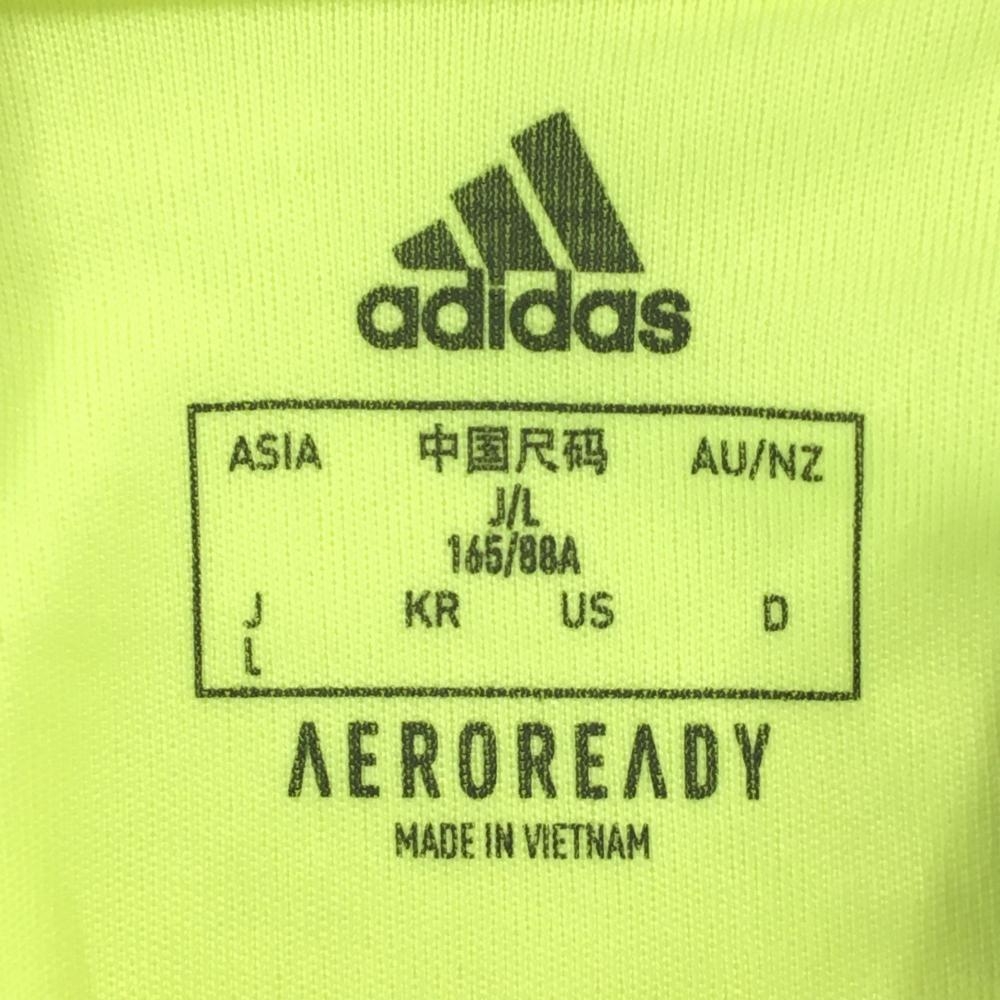 adidas
ASIA 中国尺码 AU/NZ
J/L
165/88A
J KR US D
L
AEROREADY
MADE IN VIETNAM